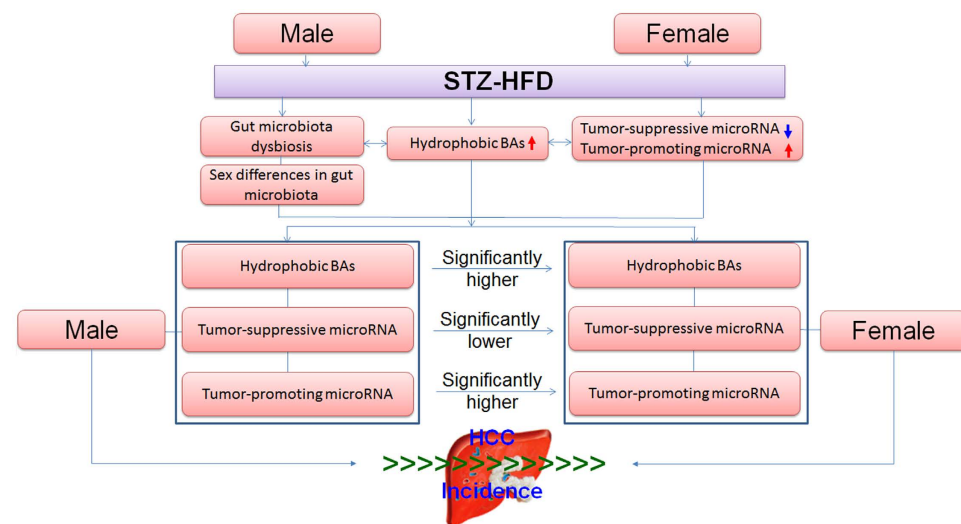 Male
Female
STZ-HFD
Gut microbiota
dysbiosis
Hydrophobic BAs
Tumor-suppressive microRNA
Tumor-promoting microRNA
Sex differences in gut
microbiota
Hydrophobic BAs
Significantly
higher
Hydrophobic BAs
Male
Tumor-suppressive microRNA
Significantly
lower
Tumor-suppressive microRNA
Female
Tumor-promoting microRNA
Significantly
higher
Tumor-promoting microRNA
HCC
>>>>>>>>>>>>>>>
Incidence